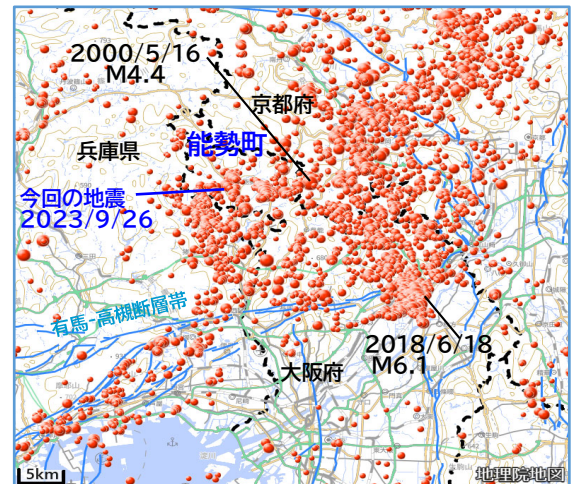 2000/5/16
M4.4
京都府
能勢町
兵庫県
今回の地震
2023/9/26
有馬-高槻断層帯
2018/6/18
M6.1
大阪府
5km
地理院地図